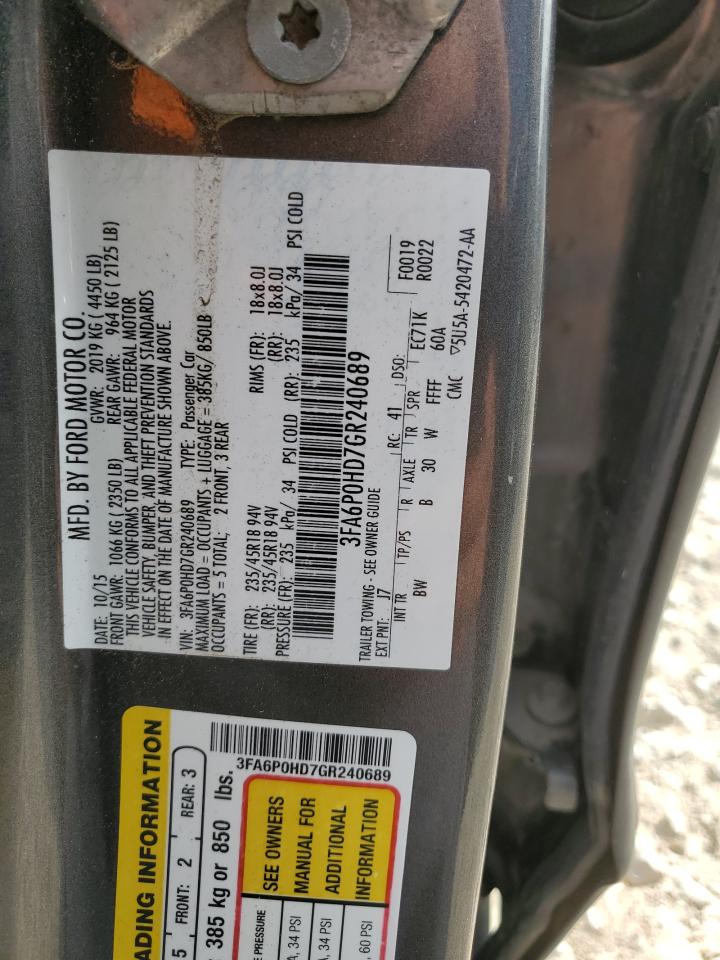 MFD. BY FORD MOTOR CO.
DATE: 10/15 GVWR: 2019 KG ( 4450 LB)
FRONT GAWR: 1066 KG ( 2350 LB) REAR GAWR: 964 KG ( 2125 LB)
THIS VEHICLE CONFORMS TO ALL APPLICABLE FEDERAL MOTOR
VEHICLE SAFETY, BUMPER, AND THEFT PREVENTION STANDARDS
IN EFFECT ON THE DATE OF MANUFACTURE SHOWN ABOVE.
VIN: 3FA6P0HD7GR240689 TYPE: Passenger Car
MAXIMUM LOAD = OCCUPANTS + LUGGAGE = 385KG/ 850LB
OCCUPANTS = 5 TOTAL; 2 FRONT, 3 REAR
TIRE (FR): 235/45R18 94V RIMS (FR): 18x8.0J
(RR): 235/45R18 94V (RR): 18x8.0J
PRESSURE (FR): 235 kPa/ 34 PSI COLD (RR): 235 kPa/ 34 PSI COLD
3FA6P0HD7GR240689
TRAILER TOWING - SEE OWNER GUIDE
EXT PNT: J7 RC: 41 DSO: F0019
INT TR TP/PS R AXLE TR SPR EC71K R0022
BW B 30 W FFFF 60A
CMC ▽5U5A-5420472-AA
ADING INFORMATION
5 FRONT: 2 REAR: 3
385 kg or 850 lbs.
3FA6P0HD7GR240689
PRESSURE
, 34 PSI
, 34 PSI
, 60 PSI
SEE OWNERS
MANUAL FOR
ADDITIONAL
INFORMATION